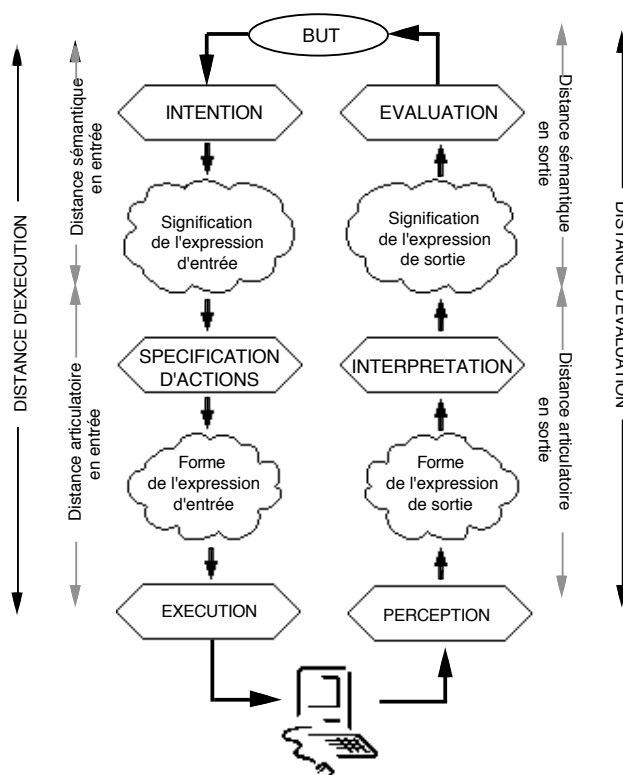 BUT
INTENTION
EVALUATION
Signification
de l'expression
d'entrée
Signification
de l'expression
de sortie
SPECIFICATION
D'ACTIONS
INTERPRETATION
Forme
de l'expression
d'entrée
Forme
de l'expression
de sortie
EXECUTION
PERCEPTION
DISTANCE D'EXECUTION
Distance sémantique
en entrée
Distance articulatoire
en entrée
Distance sémantique
en sortie
Distance articulatoire
en sortie
DISTANCE D'EVALUATION